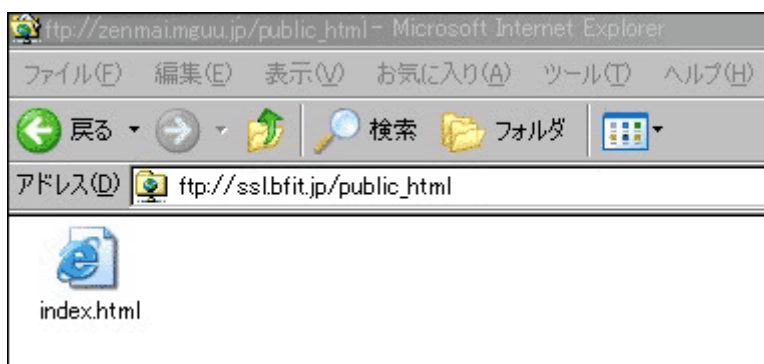 ftp://zenmai.mguu.jp/public_html - Microsoft Internet Explorer
ファイル(F) 編集(E) 表示(V) お気に入り(A) ツール(T) ヘルプ(H)
戻る 検索 フォルダ
アドレス(D) ftp://ssl.bfit.jp/public_html
index.html